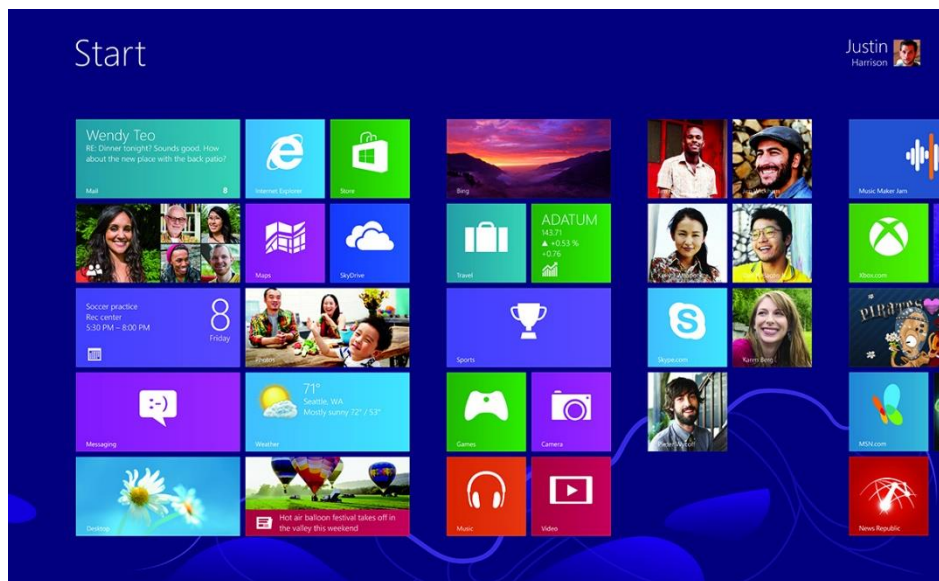 Start
Justin
Harrison
Wendy Teo
RE: Dinner tonight? Sounds good. How
about the new place with the back patio?
Mail
8
Internet Explorer
Store
Maps
SkyDrive
Soccer practice
Rec center
5:30 PM – 8:00 PM
8
Friday
Photos
:-)
Messaging
71°
Seattle, WA
Mostly sunny 72° / 53°
Weather
Desktop
Hot air balloon festival takes off in
the valley this weekend
Bing
Travel
ADATUM
143.71
▲ +0.53 %
+0.76
Sports
Games
Camera
Music
Video
Skype.com
Karen Berg
Music Maker Jam
Xbox.com
PIRATES
MSN.com
News Republic